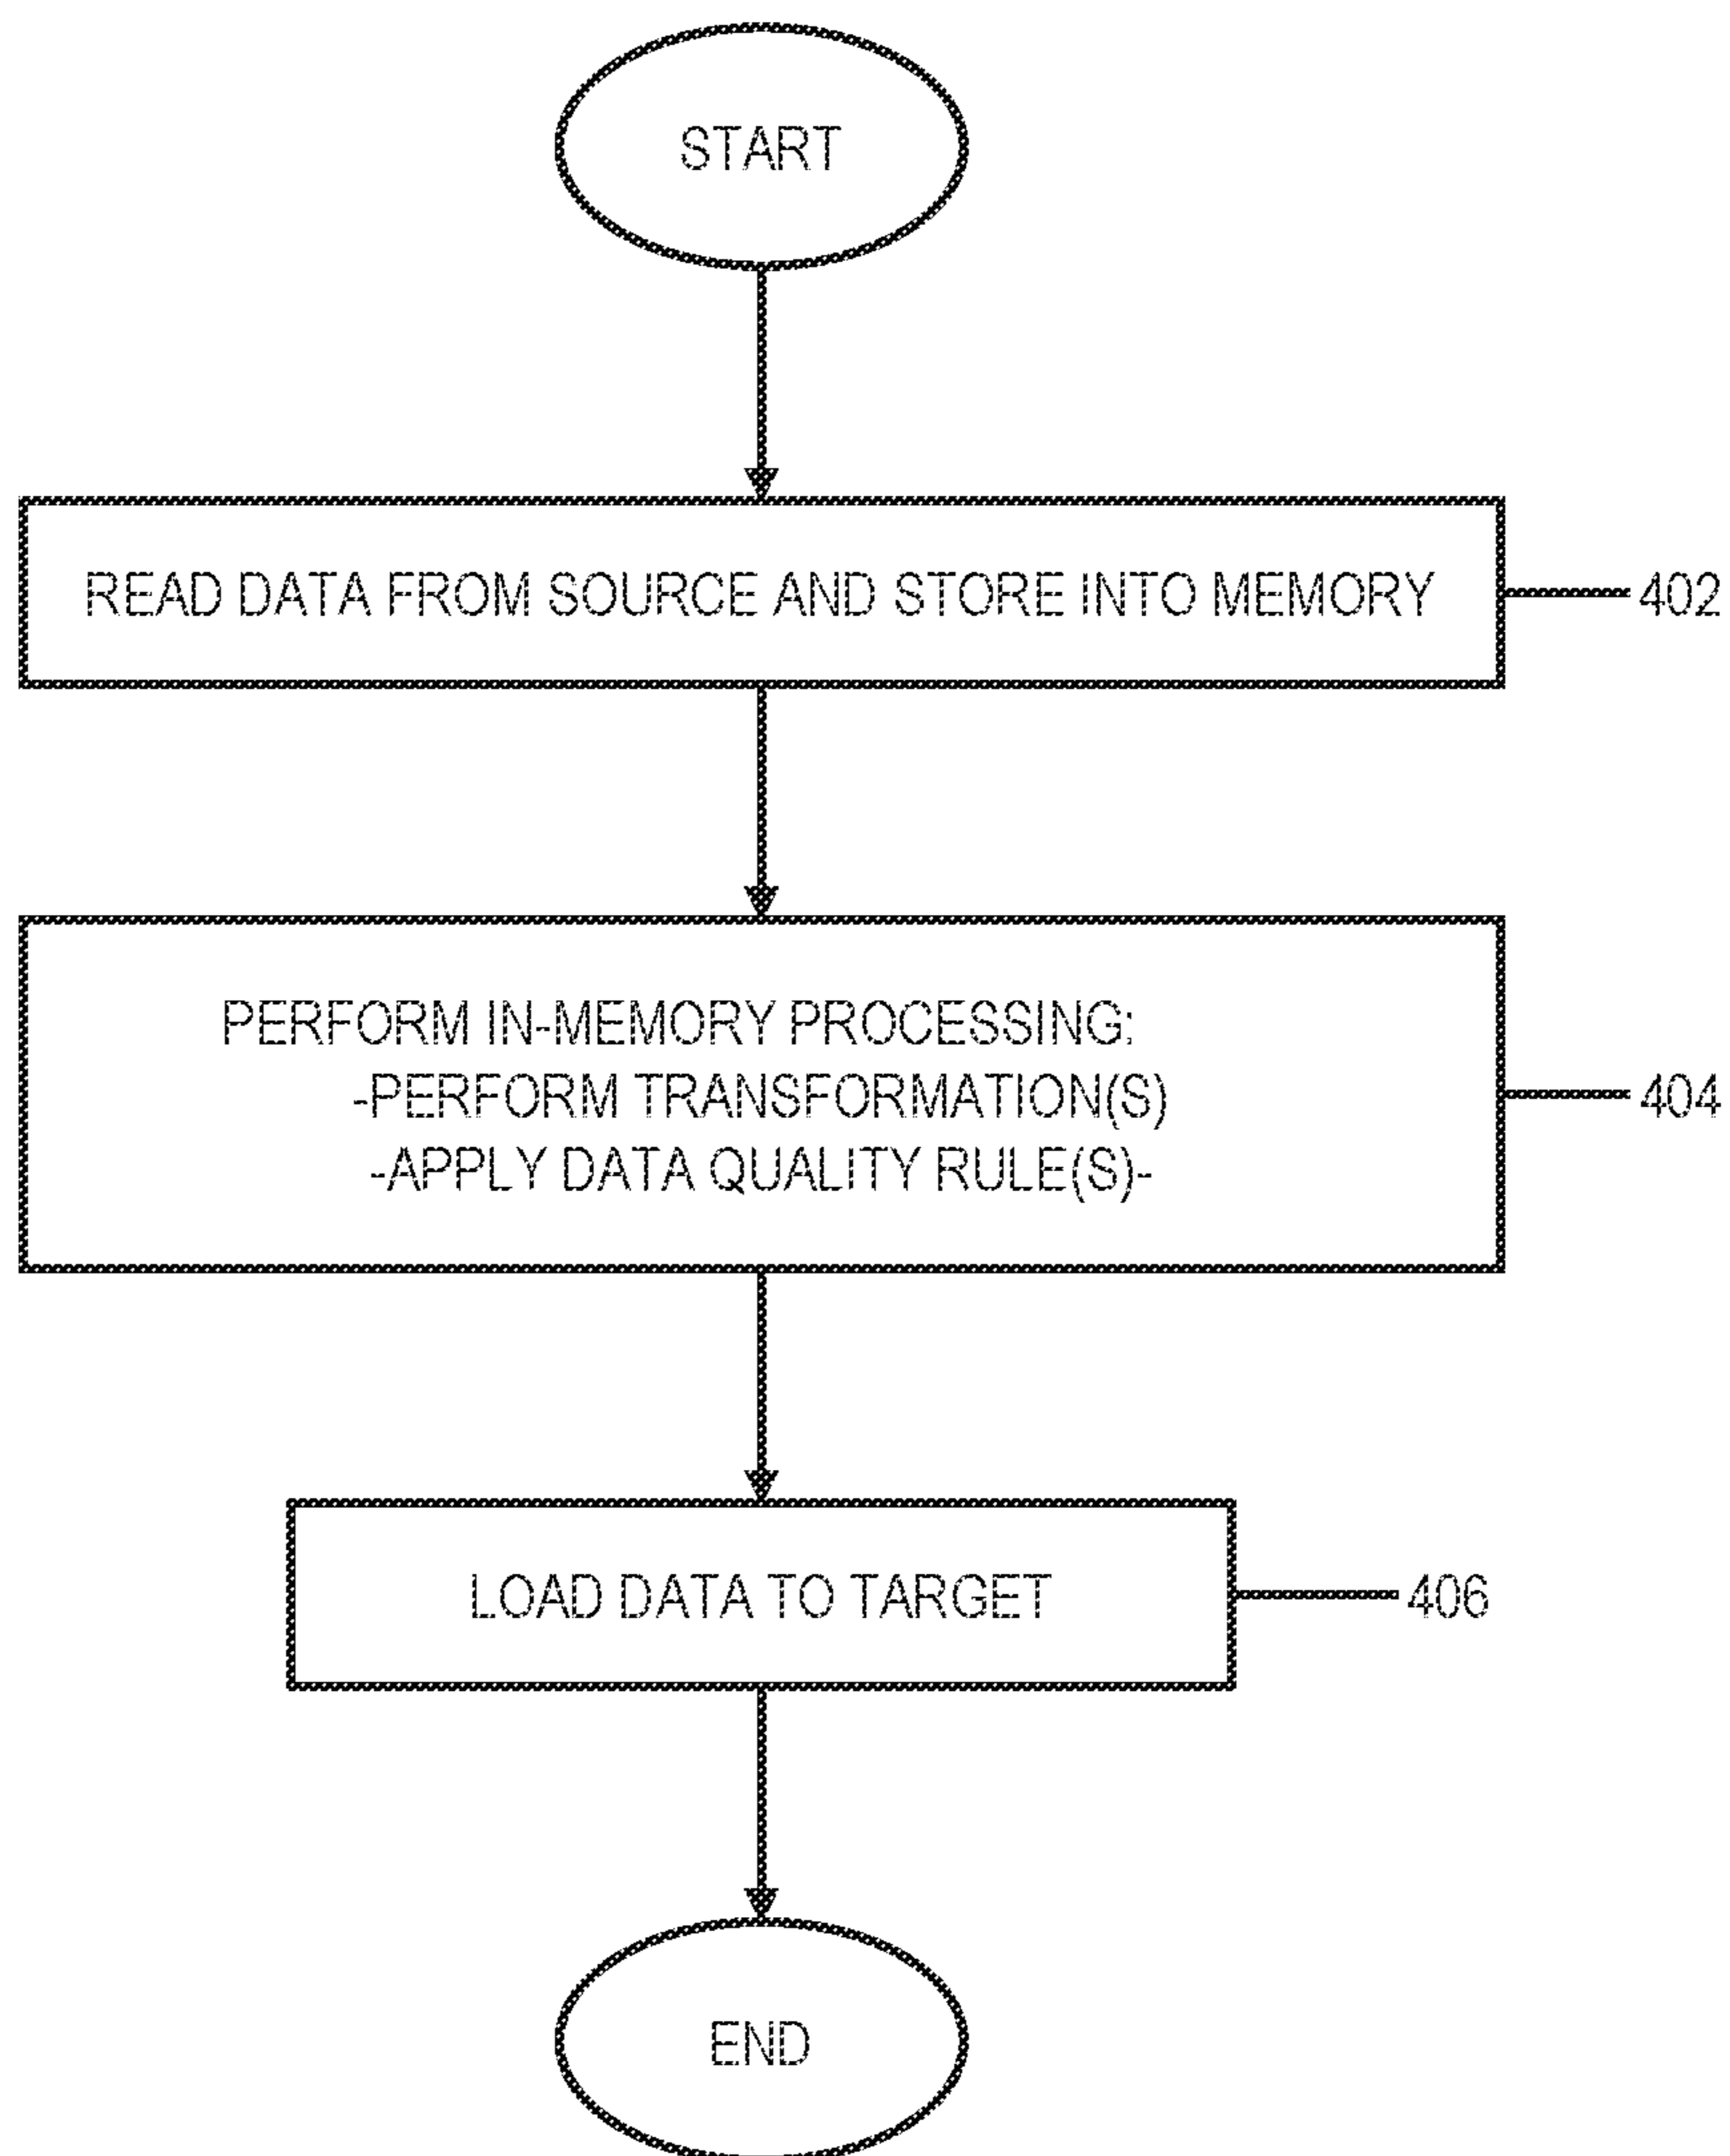 START
READ DATA FROM SOURCE AND STORE INTO MEMORY
402
PERFORM IN-MEMORY PROCESSING:
-PERFORM TRANSFORMATION(S)
-APPLY DATA QUALITY RULE(S)-
404
LOAD DATA TO TARGET
406
END